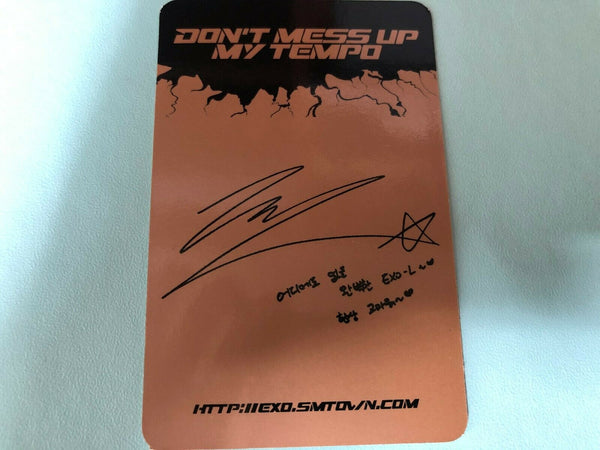 DON'T MESS UP
MY TEMPO
어디에도 없을
완벽한 EXO-L~♥
항상 고마워~♥
HTTP://EXO.SMTOWN.COM